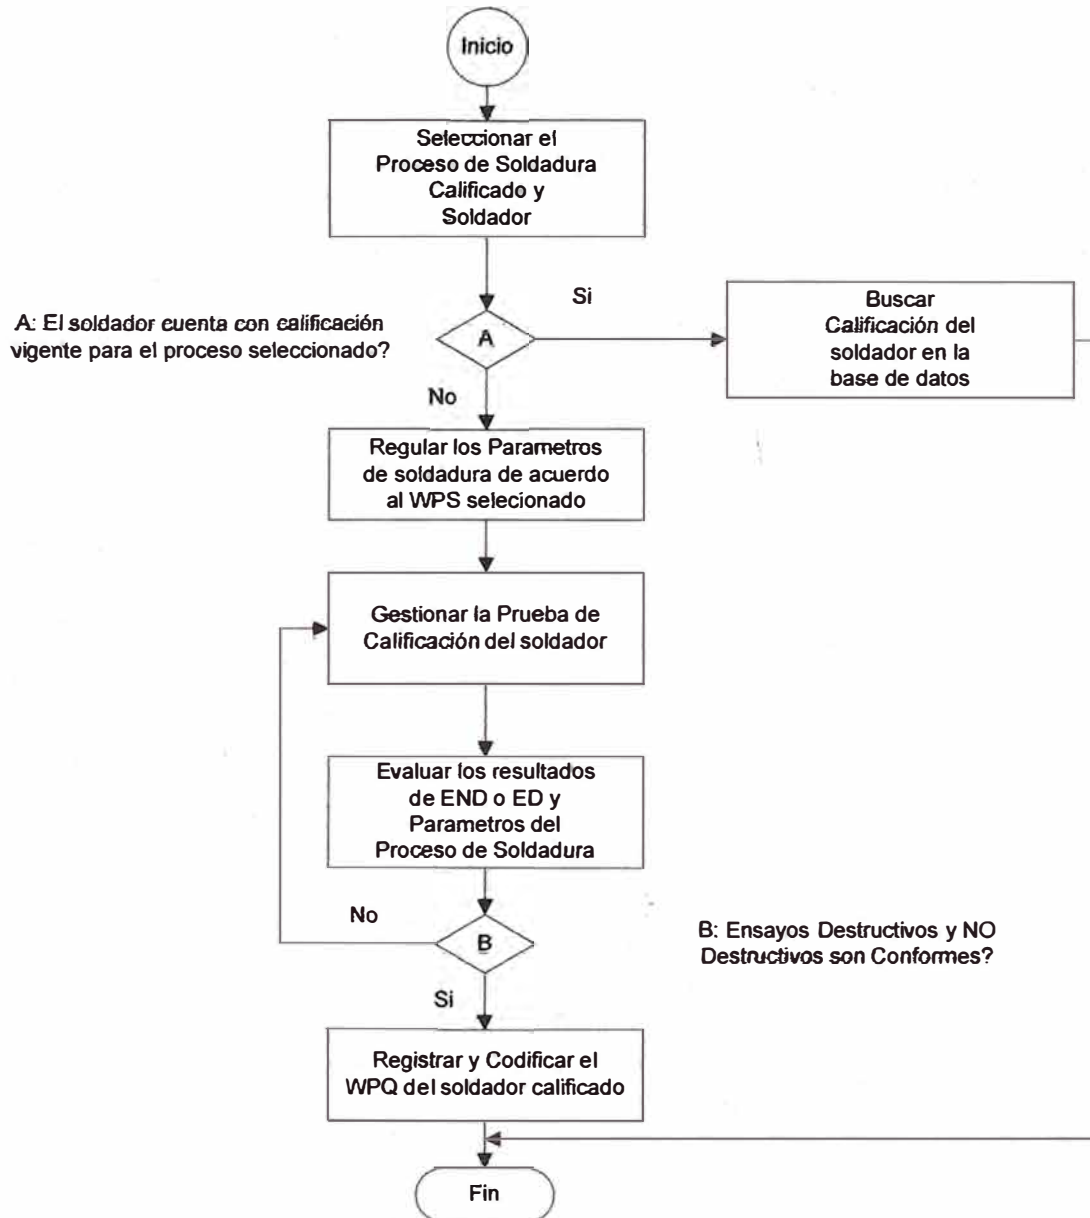 Inicio
Seleccionar el
Proceso de Soldadura
Calificado y
Soldador
Si
Buscar
Calificación del
soldador en la
base de datos
A: El soldador cuenta con calificación
vigente para el proceso seleccionado?
A
No
Regular los Parametros
de soldadura de acuerdo
al WPS selecionado
Gestionar la Prueba de
Calificación del soldador
Evaluar los resultados
de END o ED y
Parametros del
Proceso de Soldadura
No
B
B: Ensayos Destructivos y NO
Destructivos son Conformes?
Si
Registrar y Codificar el
WPQ del soldador calificado
Fin